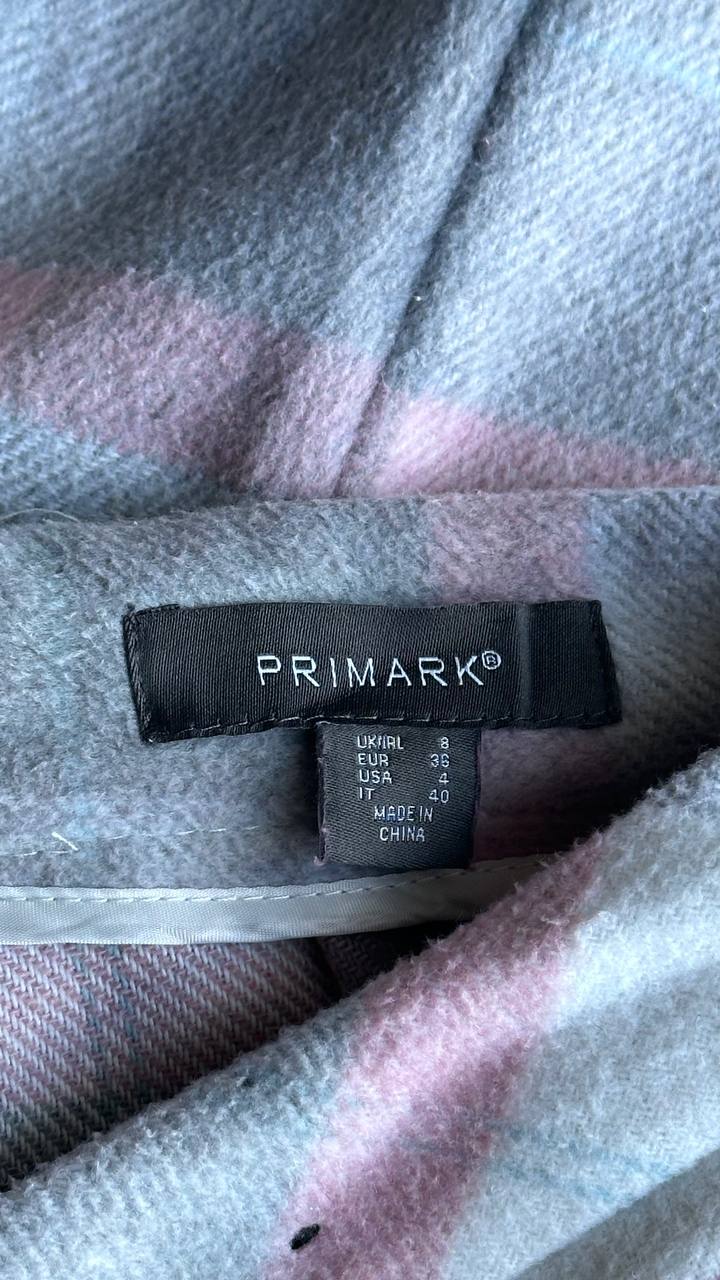 PRIMARK®
UK/IRL 8
EUR 36
USA 4
IT 40
MADE IN
CHINA